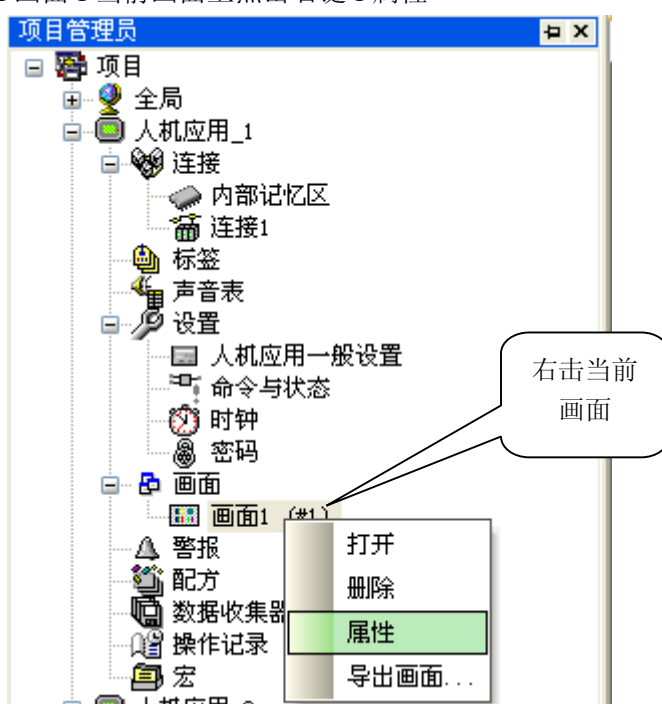 项目管理员
项目
全局
人机应用_1
连接
内部记忆区
连接1
标签
声音表
设置
人机应用一般设置
命令与状态
时钟
密码
画面
画面1 (#1)
警报
配方
数据收集器
操作记录
宏
右击当前
画面
打开
删除
属性
导出画面...